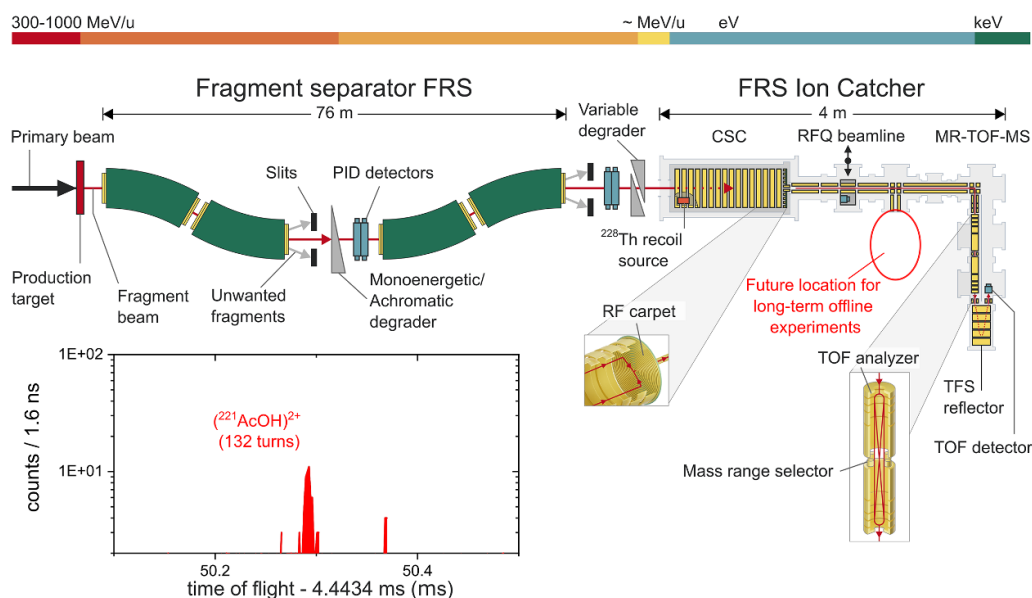 300-1000 MeV/u
~ MeV/u
eV
keV
Fragment separator FRS
76 m
Variable
degrader
FRS Ion Catcher
4 m
Primary beam
Slits
PID detectors
CSC
RFQ beamline
MR-TOF-MS
Production
target
Fragment
beam
Unwanted
fragments
Monoenergetic/
Achromatic
degrader
²²⁸Th recoil
source
Future location for
long-term offline
experiments
RF carpet
TOF analyzer
TFS
reflector
TOF detector
Mass range selector
counts / 1.6 ns
1E+02
1E+01
(²²¹AcOH)²⁺
(132 turns)
50.2
50.4
time of flight - 4.4434 ms (ms)